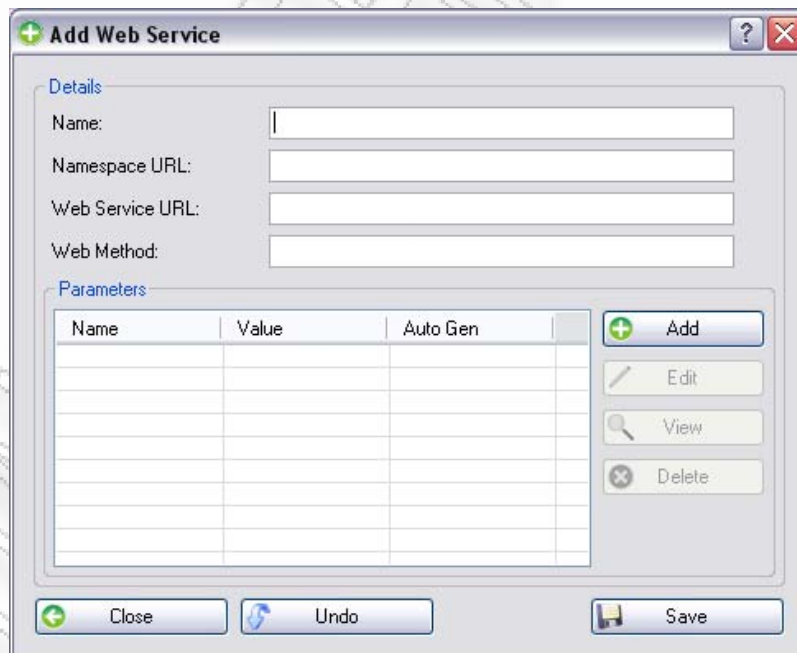 Add Web Service
?
Details
Name:
Namespace URL:
Web Service URL:
Web Method:
Parameters
Name Value Auto Gen
Add
Edit
View
Delete
Close Undo Save